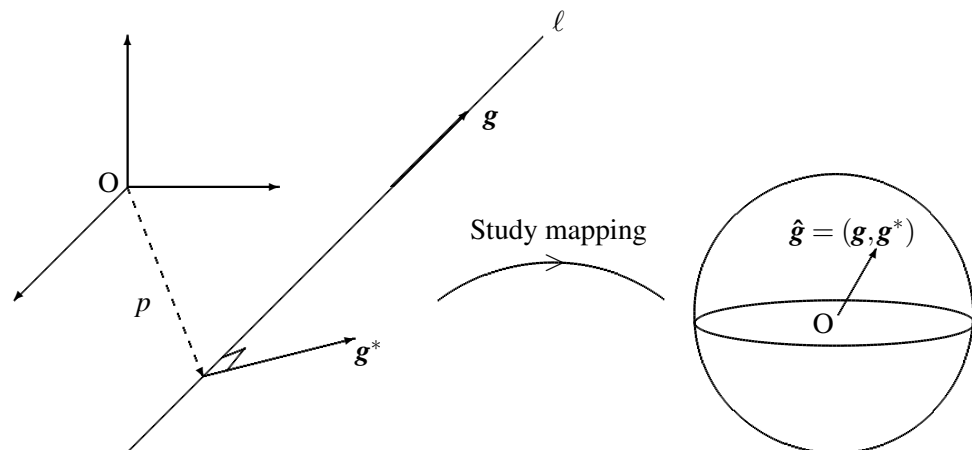 ℓ
g
O
Study mapping
ĝ = (g, g*)
p
O
g*